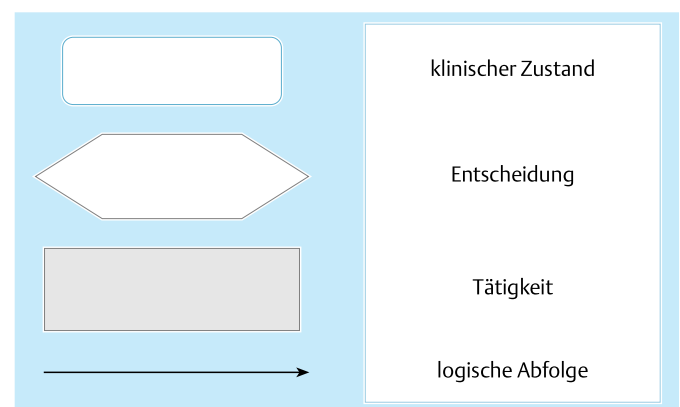 klinischer Zustand
Entscheidung
Tätigkeit
logische Abfolge